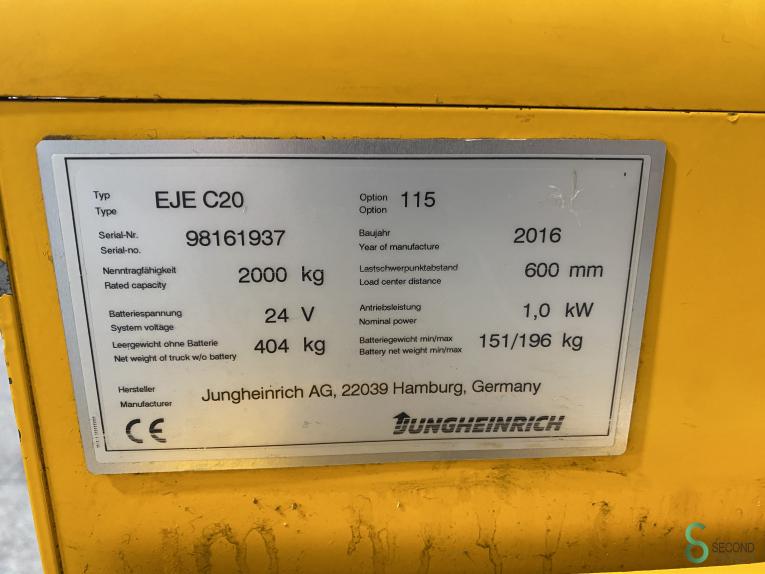 Typ
Type
EJE C20
Option
Option
115
Serial-Nr.
Serial-no.
98161937
Baujahr
Year of manufacture
2016
Nenntragfähigkeit
Rated capacity
2000 kg
Lastschwerpunktabstand
Load center distance
600 mm
Batteriespannung
System voltage
24 V
Antriebsleistung
Nominal power
1,0 kW
Leergewicht ohne Batterie
Net weight of truck w/o battery
404 kg
Batteriegewicht min/max
Battery net weight min/max
151/196 kg
Hersteller
Manufacturer
Jungheinrich AG, 22039 Hamburg, Germany
CE
JUNGHEINRICH
SECOND